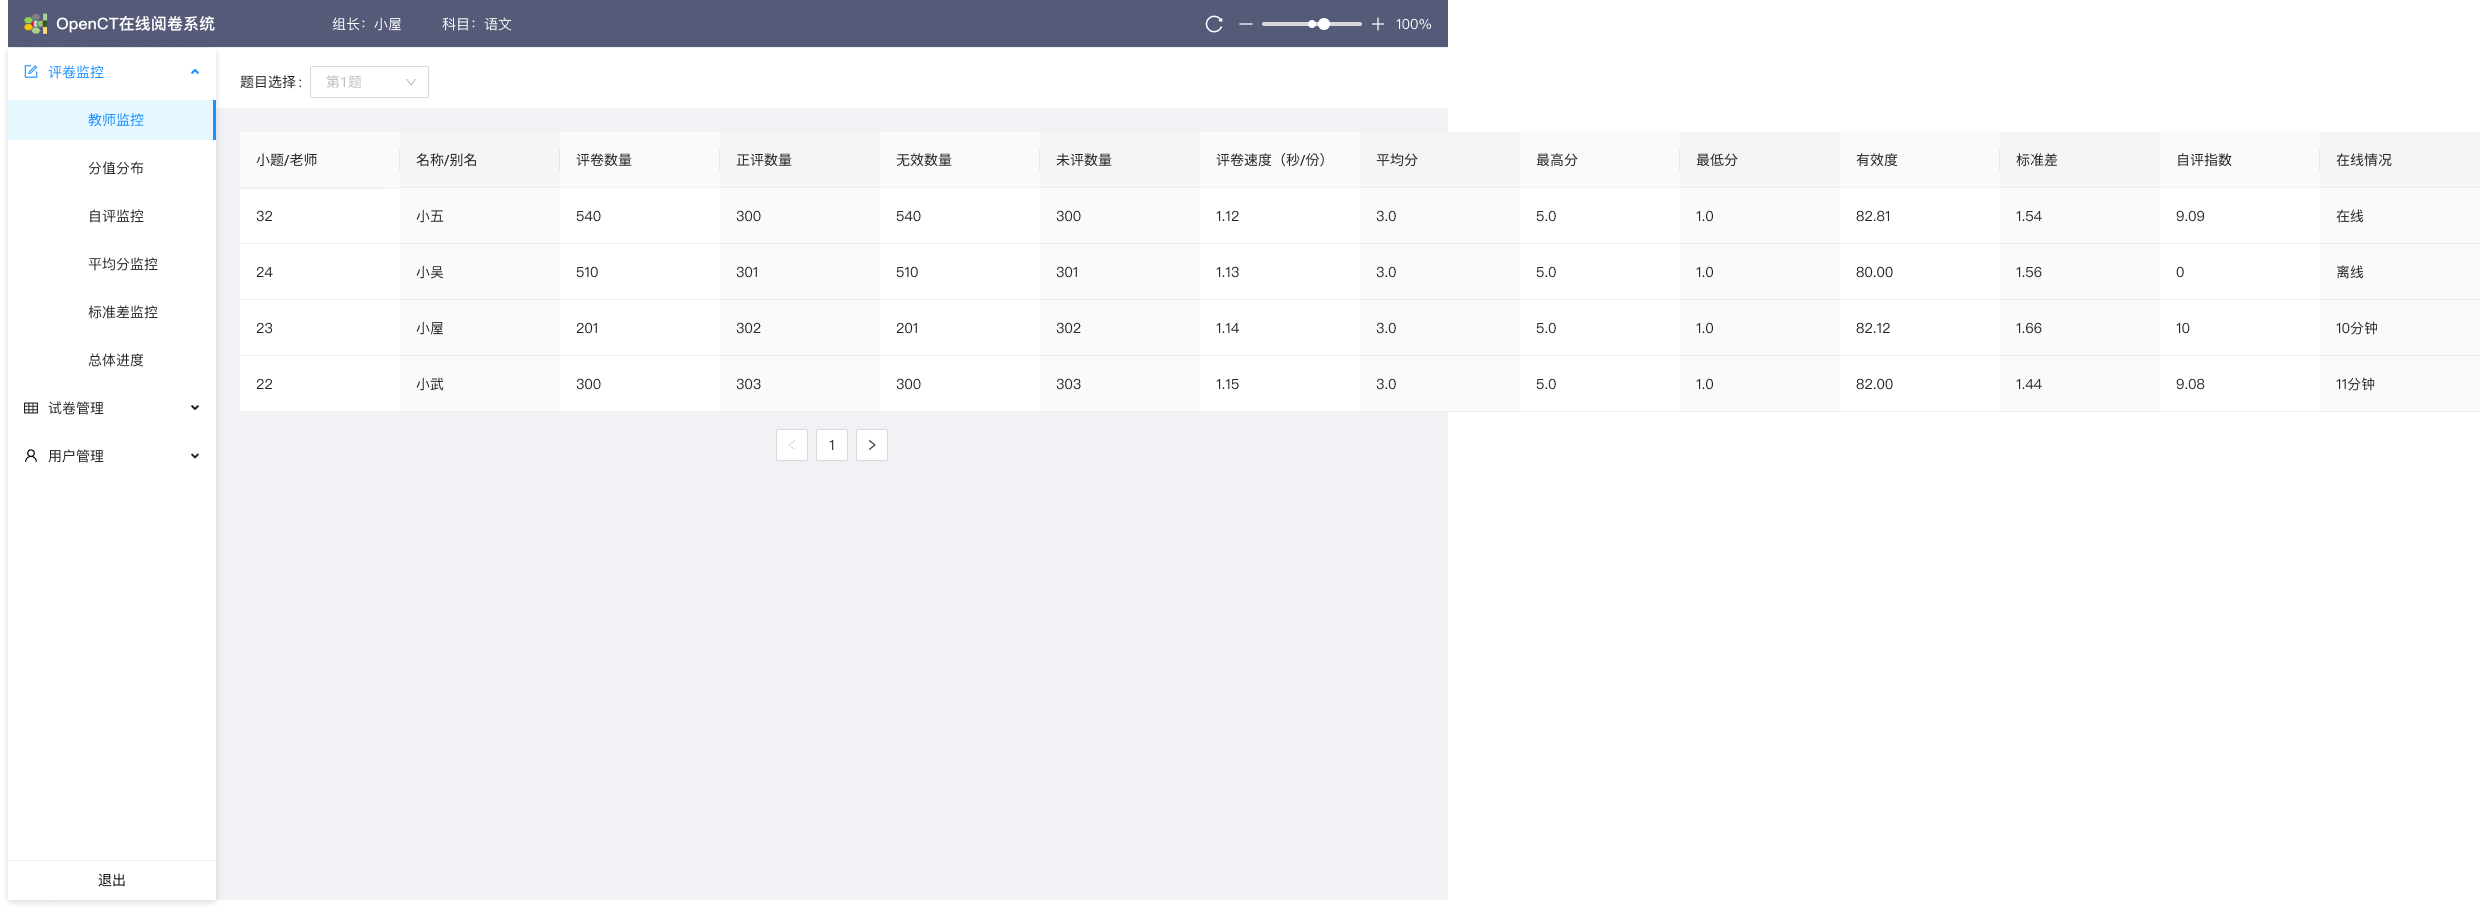 OpenCT在线阅卷系统 组长：小屋 科目：语文 100%
评卷监控
教师监控
分值分布
自评监控
平均分监控
标准差监控
总体进度
试卷管理
用户管理
退出
题目选择： 第1题
小题/老师 名称/别名 评卷数量 正评数量 无效数量 未评数量 评卷速度（秒/份） 平均分 最高分 最低分 有效度 标准差 自评指数 在线情况
32 小五 540 300 540 300 1.12 3.0 5.0 1.0 82.81 1.54 9.09 在线
24 小吴 510 301 510 301 1.13 3.0 5.0 1.0 80.00 1.56 0 离线
23 小屋 201 302 201 302 1.14 3.0 5.0 1.0 82.12 1.66 10 10分钟
22 小武 300 303 300 303 1.15 3.0 5.0 1.0 82.00 1.44 9.08 11分钟
1